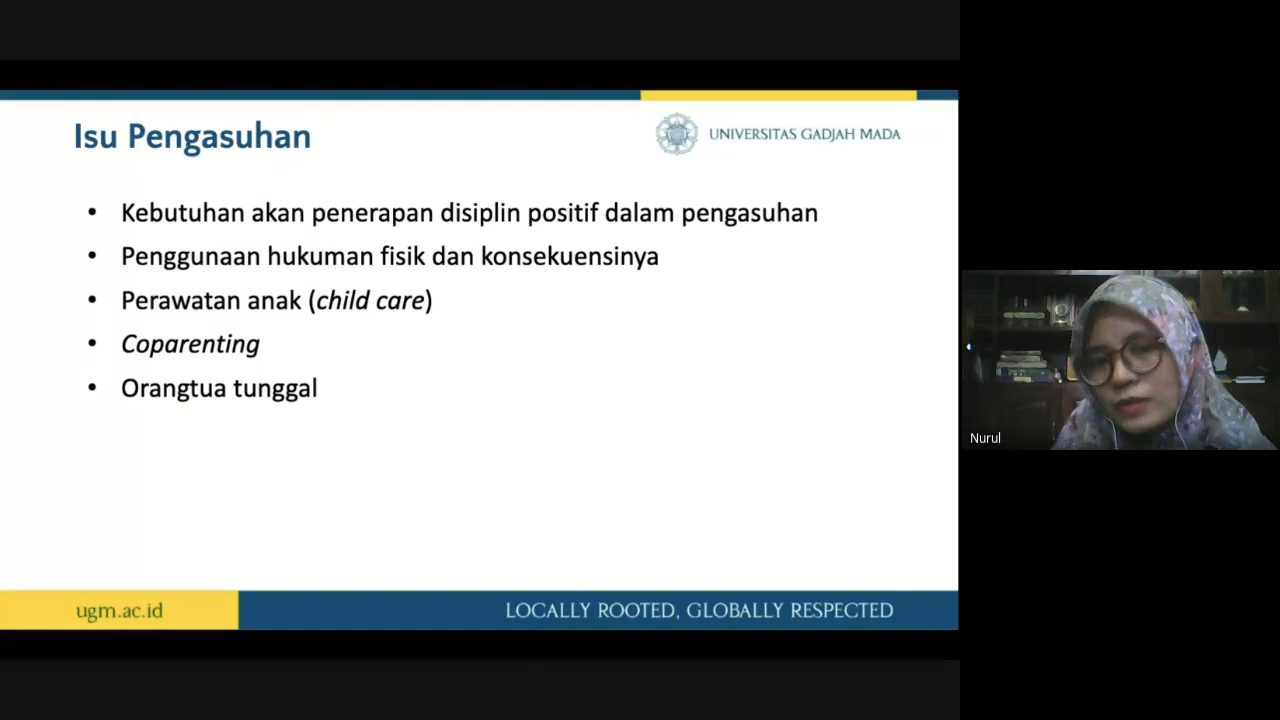 Isu Pengasuhan
UNIVERSITAS GADJAH MADA
• Kebutuhan akan penerapan disiplin positif dalam pengasuhan
• Penggunaan hukuman fisik dan konsekuensinya
• Perawatan anak (child care)
• Coparenting
• Orangtua tunggal
Nurul
ugm.ac.id
LOCALLY ROOTED, GLOBALLY RESPECTED